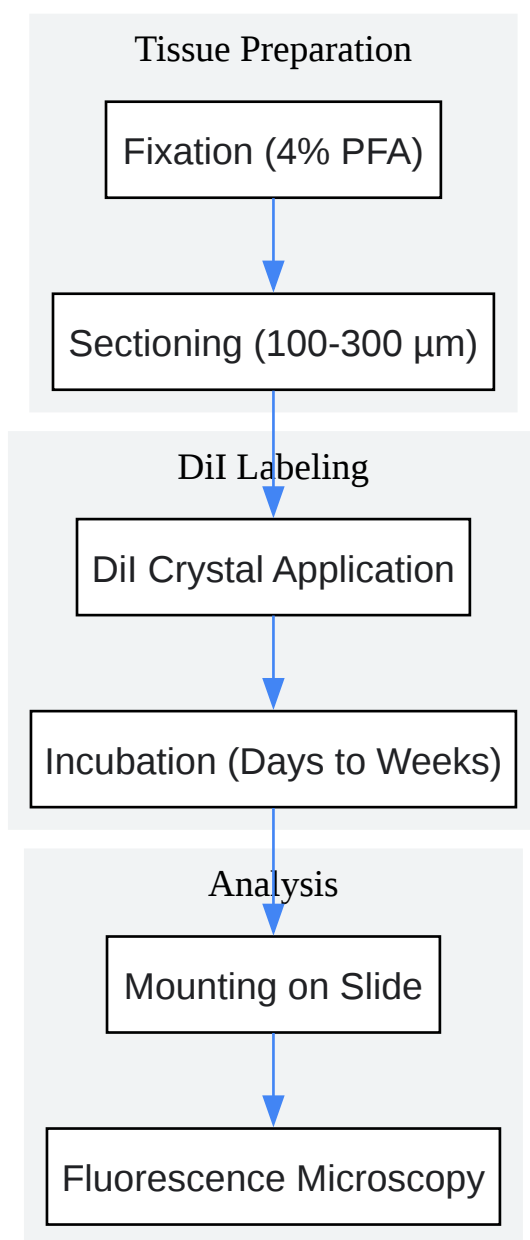 Tissue Preparation
Fixation (4% PFA)
Sectioning (100-300 µm)
DiI Labeling
DiI Crystal Application
Incubation (Days to Weeks)
Analysis
Mounting on Slide
Fluorescence Microscopy